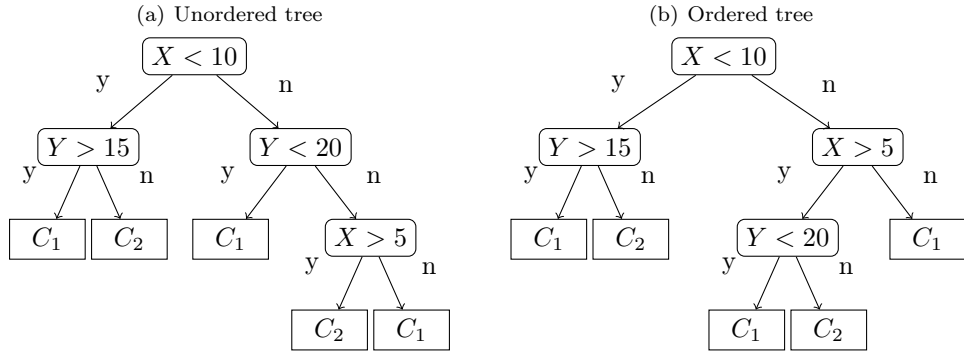 (a) Unordered tree
X < 10
y n
Y > 15 Y < 20
y n y n
C₁ C₂ C₁ X > 5
y n
C₂ C₁
(b) Ordered tree
X < 10
y n
Y > 15 X > 5
y n y n
C₁ C₂ Y < 20 C₁
y n
C₁ C₂